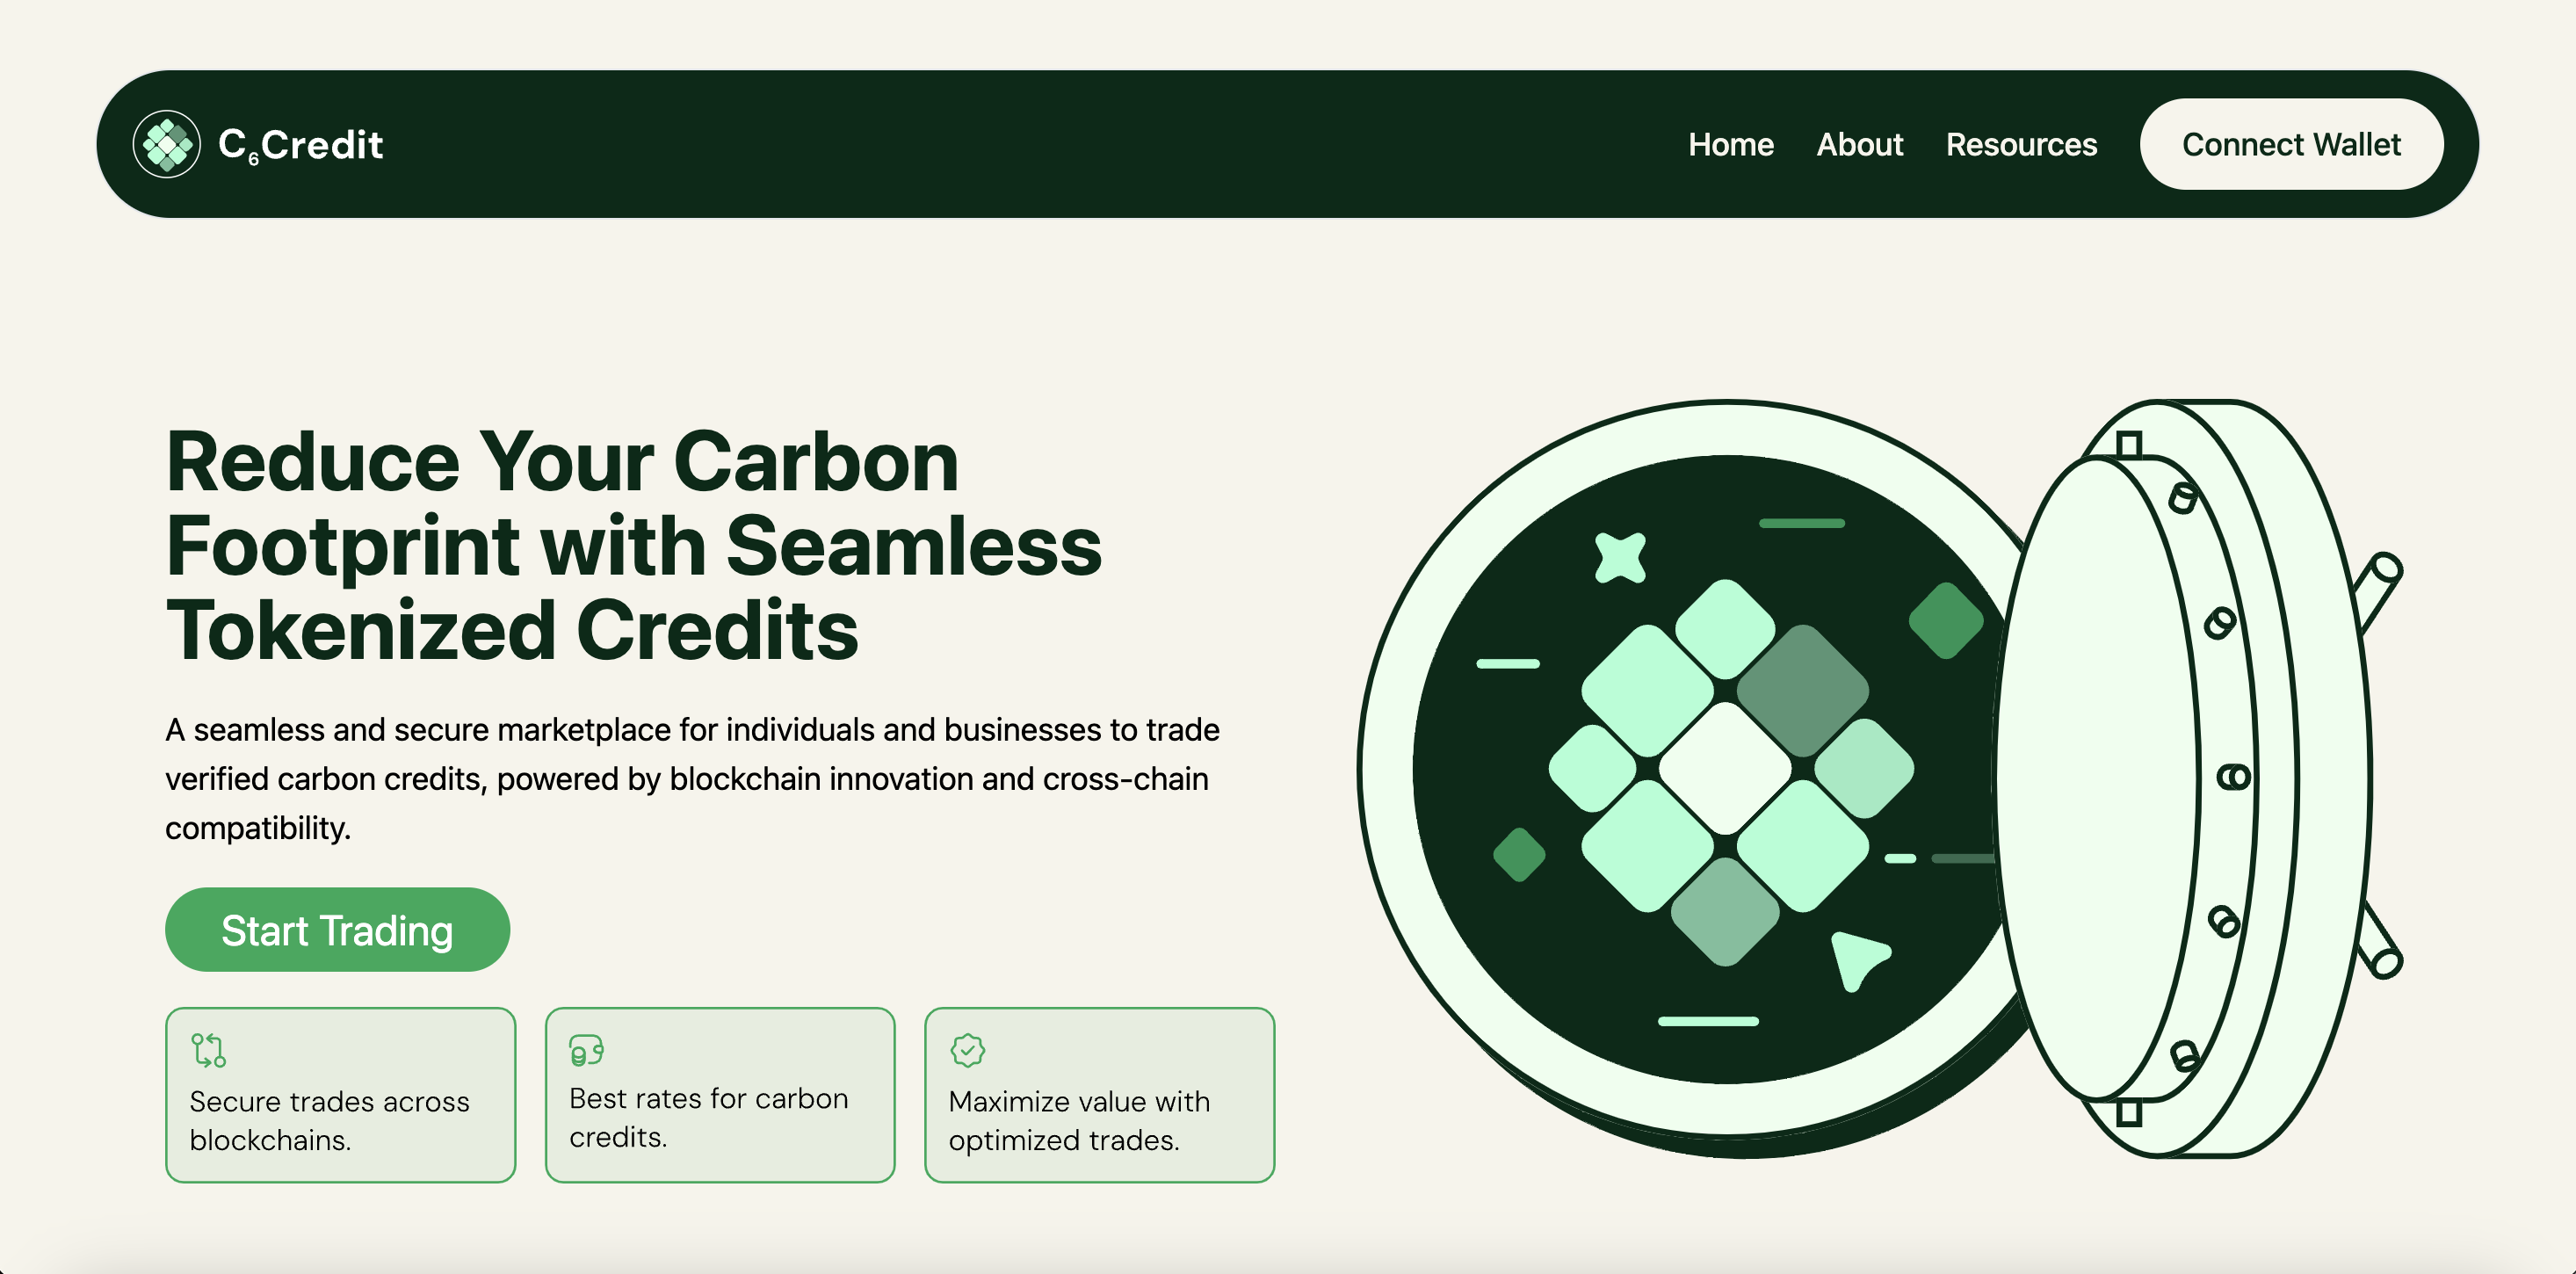 C₆Credit
Home
About
Resources
Connect Wallet
Reduce Your Carbon
Footprint with Seamless
Tokenized Credits
A seamless and secure marketplace for individuals and businesses to trade
verified carbon credits, powered by blockchain innovation and cross-chain
compatibility.
Start Trading
Secure trades across
blockchains.
Best rates for carbon
credits.
Maximize value with
optimized trades.